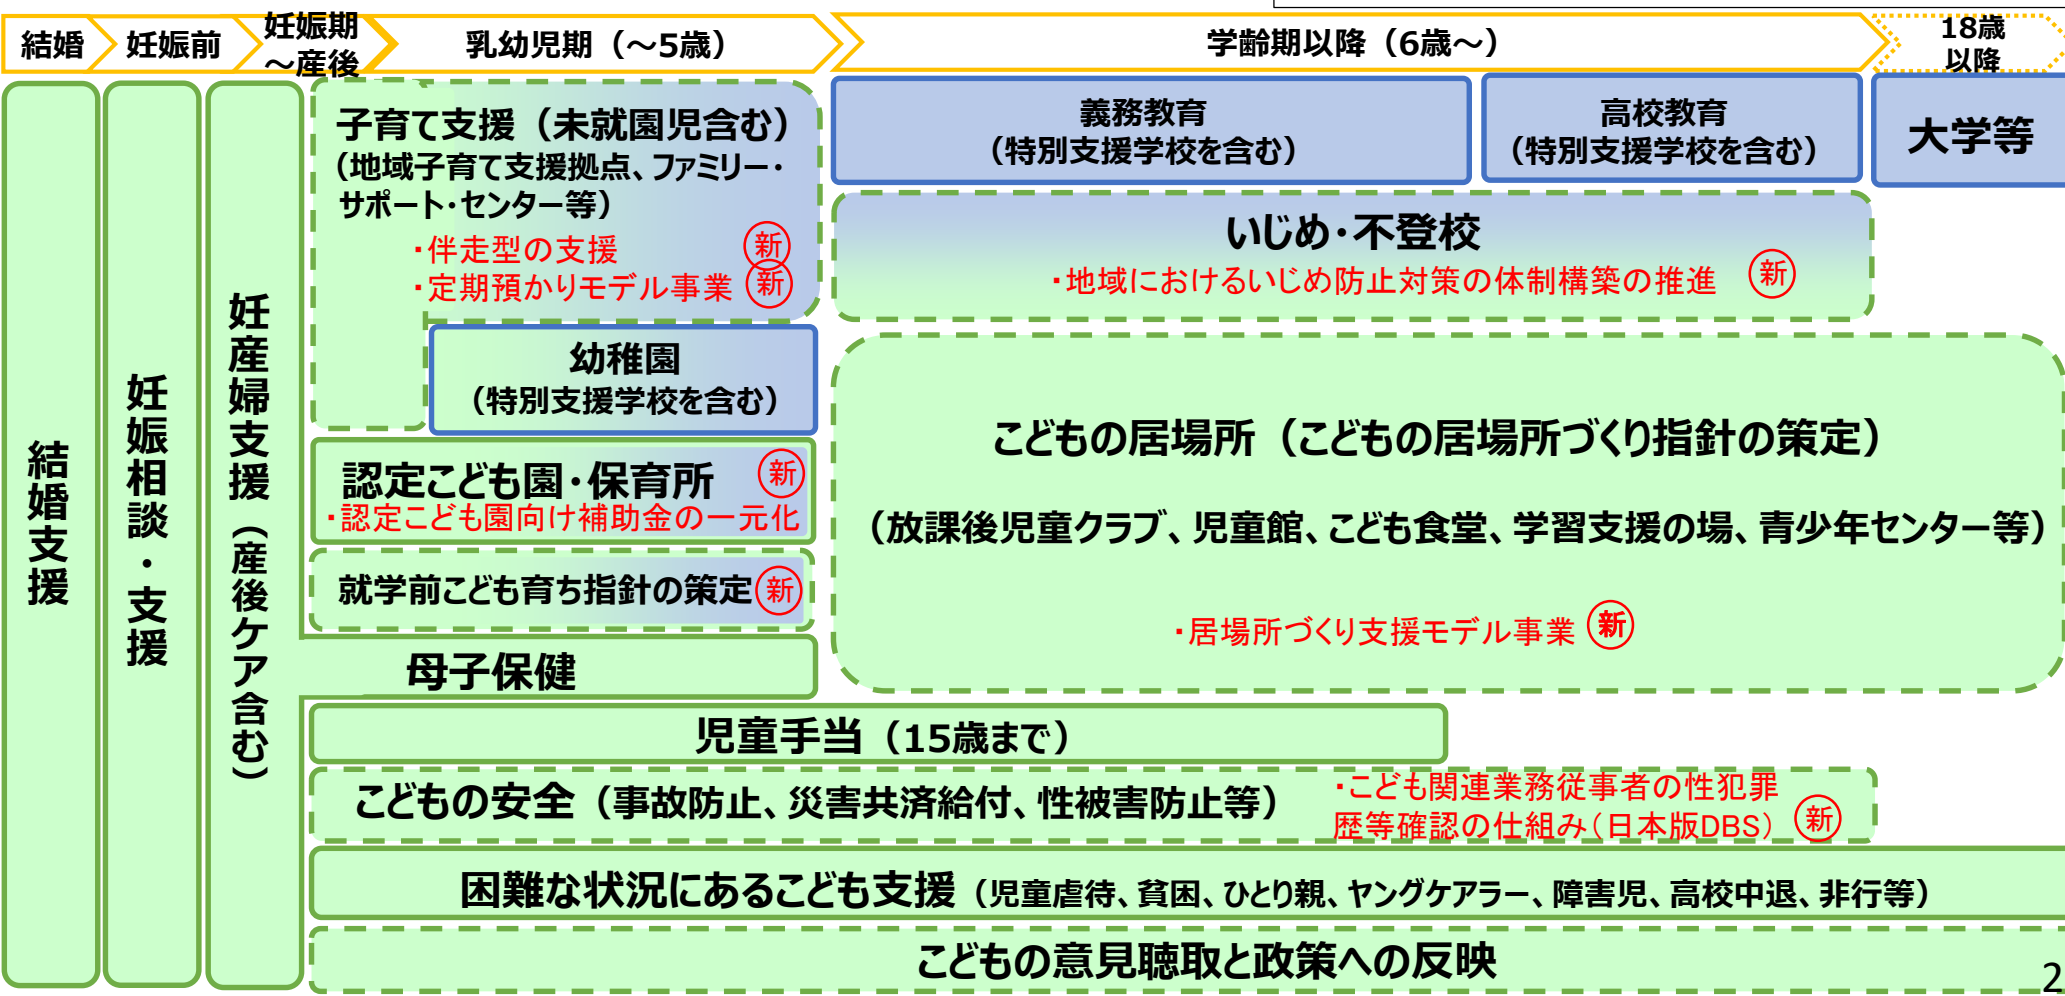 結婚
妊娠前
妊娠期
～産後
乳幼児期（～5歳）
学齢期以降（6歳～）
18歳
以降
結婚支援
妊娠相談・支援
妊産婦支援（産後ケア含む）
子育て支援（未就園児含む）
（地域子育て支援拠点、ファミリー・
サポート・センター等）
・伴走型の支援 新
・定期預かりモデル事業 新
幼稚園
（特別支援学校を含む）
認定こども園・保育所 新
・認定こども園向け補助金の一元化
就学前こども育ち指針の策定 新
母子保健
義務教育
（特別支援学校を含む）
高校教育
（特別支援学校を含む）
大学等
いじめ・不登校
・地域におけるいじめ防止対策の体制構築の推進 新
こどもの居場所（こどもの居場所づくり指針の策定）
（放課後児童クラブ、児童館、こども食堂、学習支援の場、青少年センター等）
・居場所づくり支援モデル事業 新
児童手当（15歳まで）
こどもの安全（事故防止、災害共済給付、性被害防止等）
・こども関連業務従事者の性犯罪
歴等確認の仕組み（日本版DBS） 新
困難な状況にあるこども支援（児童虐待、貧困、ひとり親、ヤングケアラー、障害児、高校中退、非行等）
こどもの意見聴取と政策への反映
2